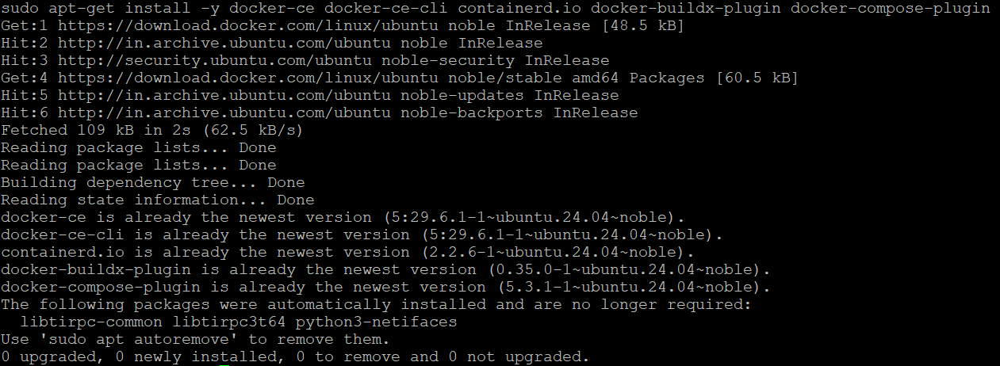 sudo apt-get install -y docker-ce docker-ce-cli containerd.io docker-buildx-plugin docker-compose-plugin
Get:1 https://download.docker.com/linux/ubuntu noble InRelease [48.5 kB]
Hit:2 http://in.archive.ubuntu.com/ubuntu noble InRelease
Hit:3 http://security.ubuntu.com/ubuntu noble-security InRelease
Get:4 https://download.docker.com/linux/ubuntu noble/stable amd64 Packages [60.5 kB]
Hit:5 http://in.archive.ubuntu.com/ubuntu noble-updates InRelease
Hit:6 http://in.archive.ubuntu.com/ubuntu noble-backports InRelease
Fetched 109 kB in 2s (62.5 kB/s)
Reading package lists... Done
Reading package lists... Done
Building dependency tree... Done
Reading state information... Done
docker-ce is already the newest version (5:29.6.1-1~ubuntu.24.04~noble).
docker-ce-cli is already the newest version (5:29.6.1-1~ubuntu.24.04~noble).
containerd.io is already the newest version (2.2.6-1~ubuntu.24.04~noble).
docker-buildx-plugin is already the newest version (0.35.0-1~ubuntu.24.04~noble).
docker-compose-plugin is already the newest version (5.3.1-1~ubuntu.24.04~noble).
The following packages were automatically installed and are no longer required:
  libtirpc-common libtirpc3t64 python3-netifaces
Use 'sudo apt autoremove' to remove them.
0 upgraded, 0 newly installed, 0 to remove and 0 not upgraded.